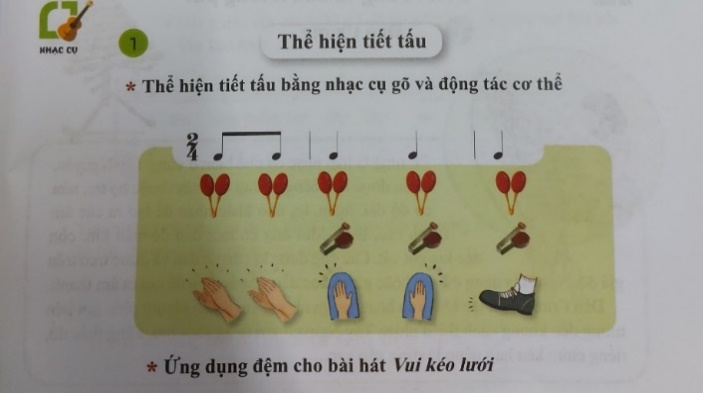 NHẠC CỤ
1
Thể hiện tiết tấu
* Thể hiện tiết tấu bằng nhạc cụ gõ và động tác cơ thể
2
4
* Ứng dụng đệm cho bài hát Vui kéo lưới